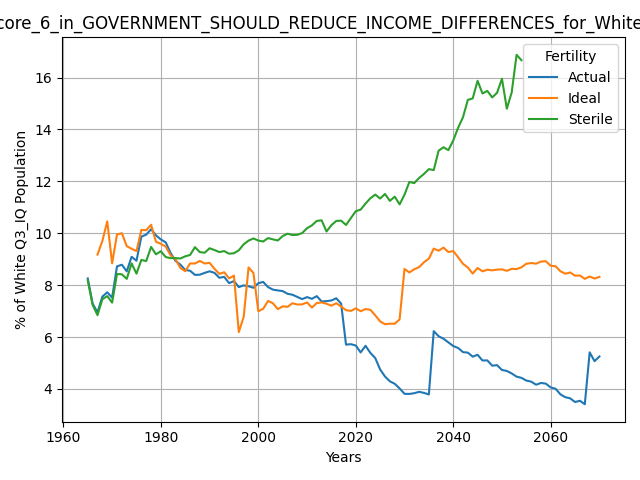 core_6_in_GOVERNMENT_SHOULD_REDUCE_INCOME_DIFFERENCES_for_White
Fertility
Actual
Ideal
Sterile
% of White Q3_IQ Population
16
14
12
10
8
6
4
1960
1980
2000
2020
2040
2060
Years